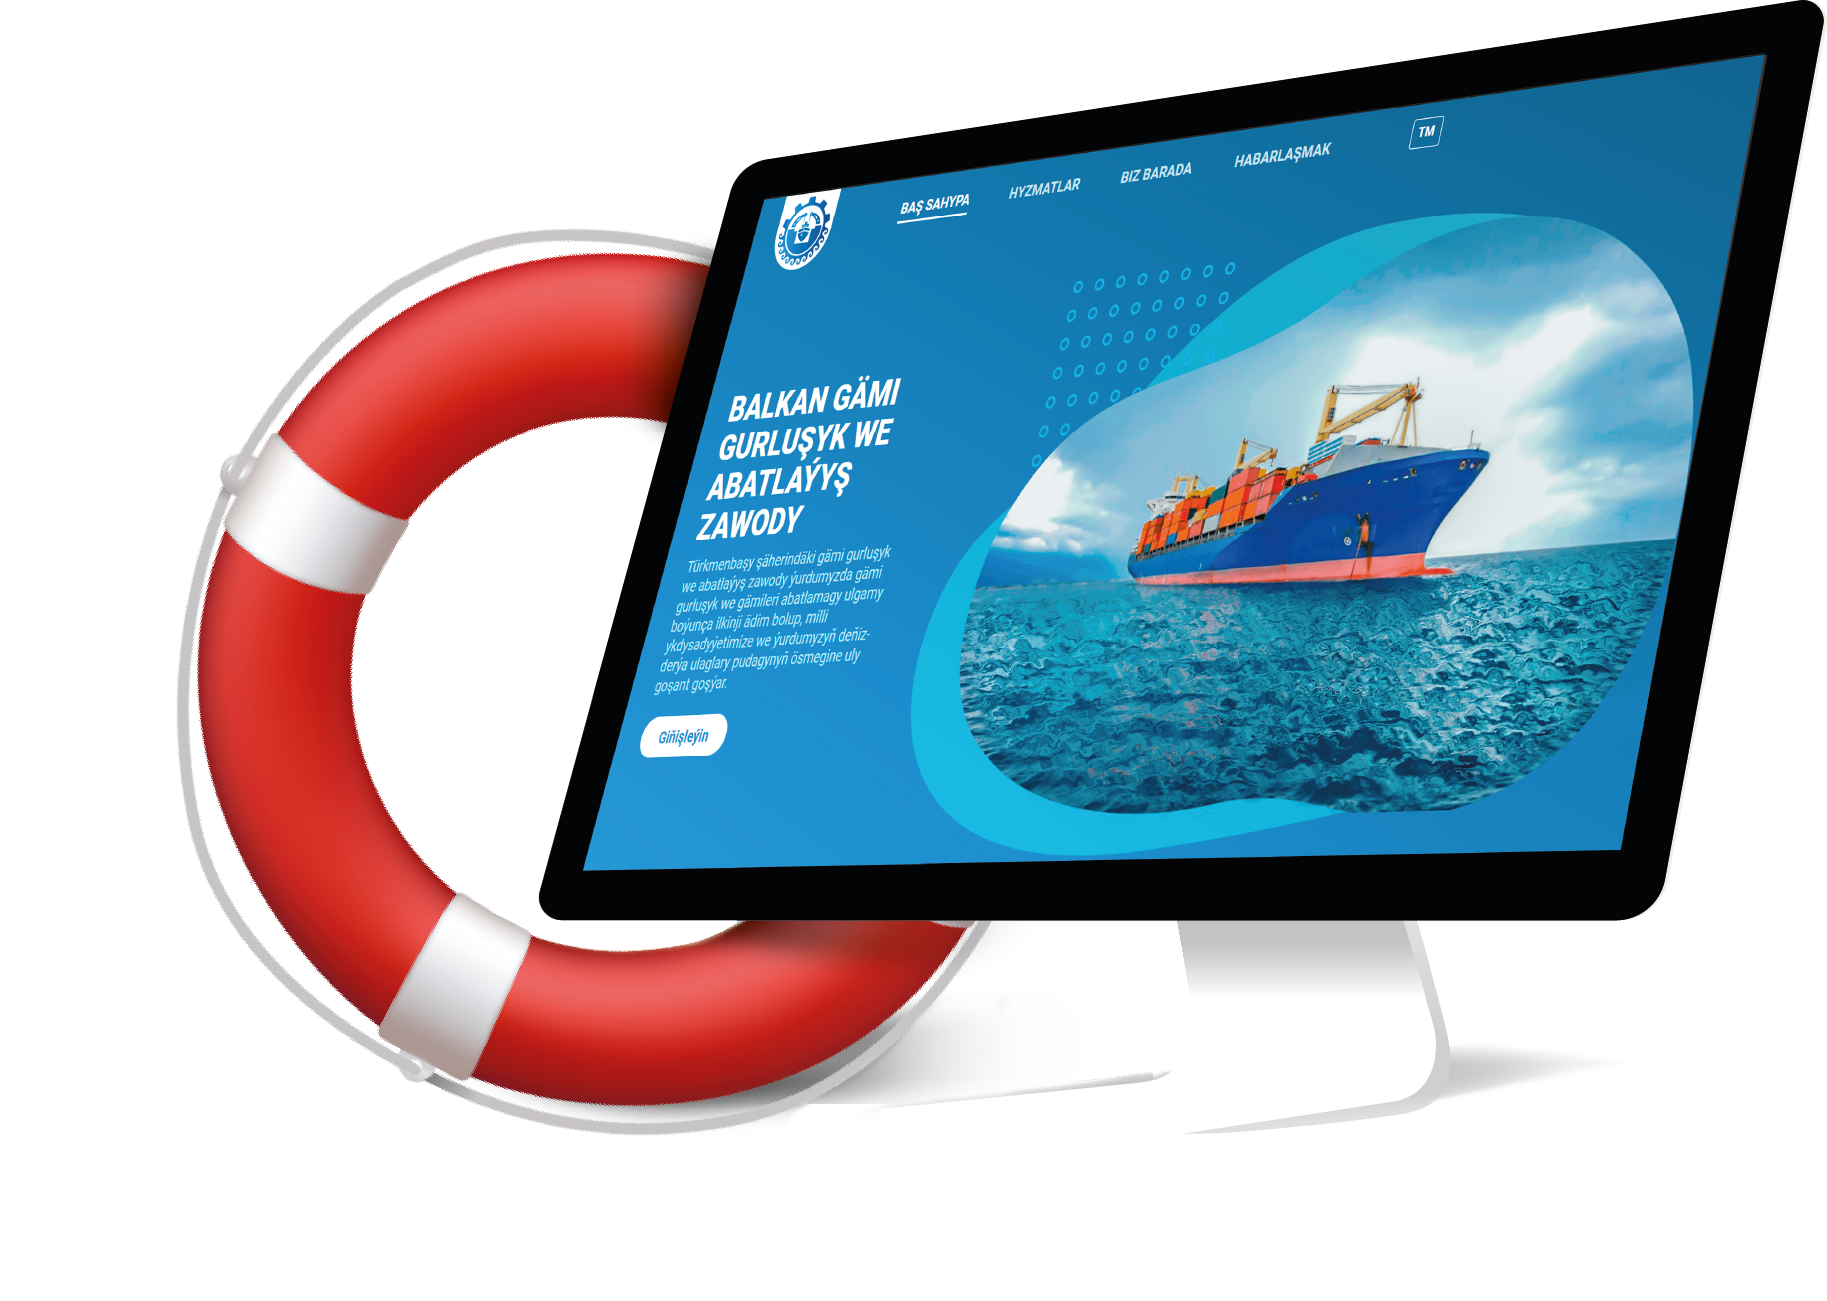 BAŞ SAHYPA
HYZMATLAR
BIZ BARADA
HABARLAŞMAK
TM
BALKAN GÄMI
GURLUŞYK WE
ABATLAÝYŞ
ZAWODY
Türkmenbaşy şäherindäki gämi gurluşyk
we abatlaýyş zawody ýurdumyzda gämi
gurluşyk we gämileri abatlamagy ulgamy
boýunça ilkinji ädim bolup, milli
ykdysadyýetimize we ýurdumyzyň deňiz-
derýa ulaglary pudagynyň ösmegine uly
goşant goşýar.
Giňişleýin